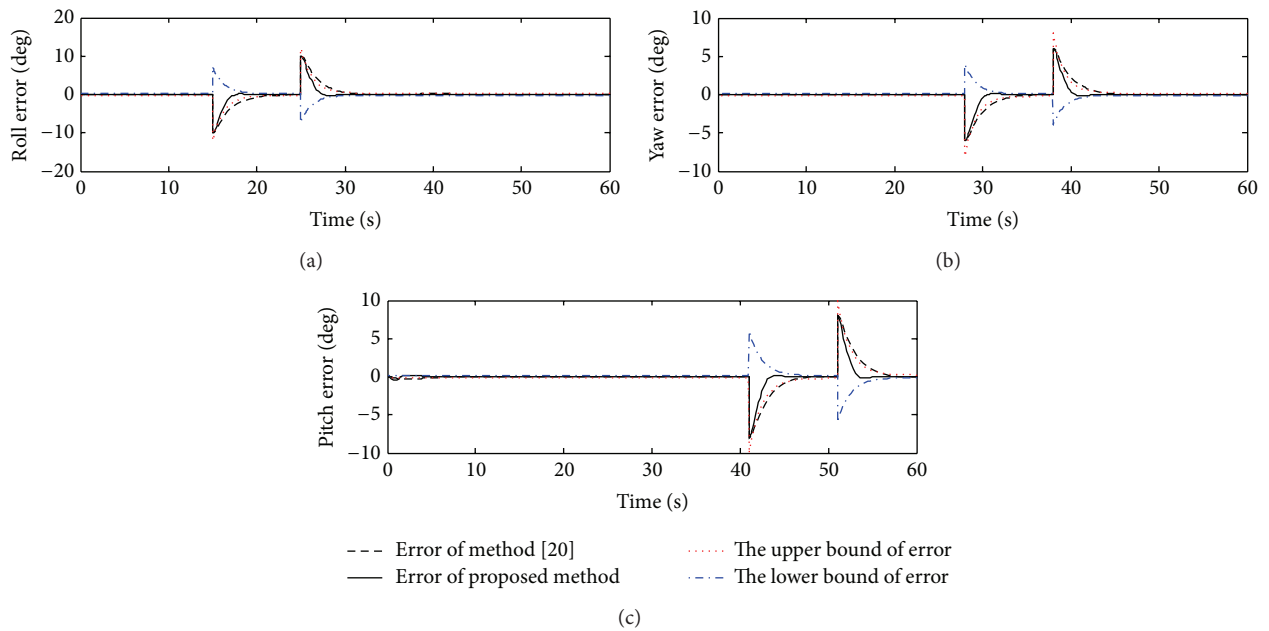 Roll error (deg)
20
10
0
−10
−20
0
10
20
30
40
50
60
Time (s)
(a)
Yaw error (deg)
10
5
0
−5
−10
0
10
20
30
40
50
60
Time (s)
(b)
Pitch error (deg)
10
5
0
−5
−10
0
10
20
30
40
50
60
Time (s)
Error of method [20]
Error of proposed method
The upper bound of error
The lower bound of error
(c)